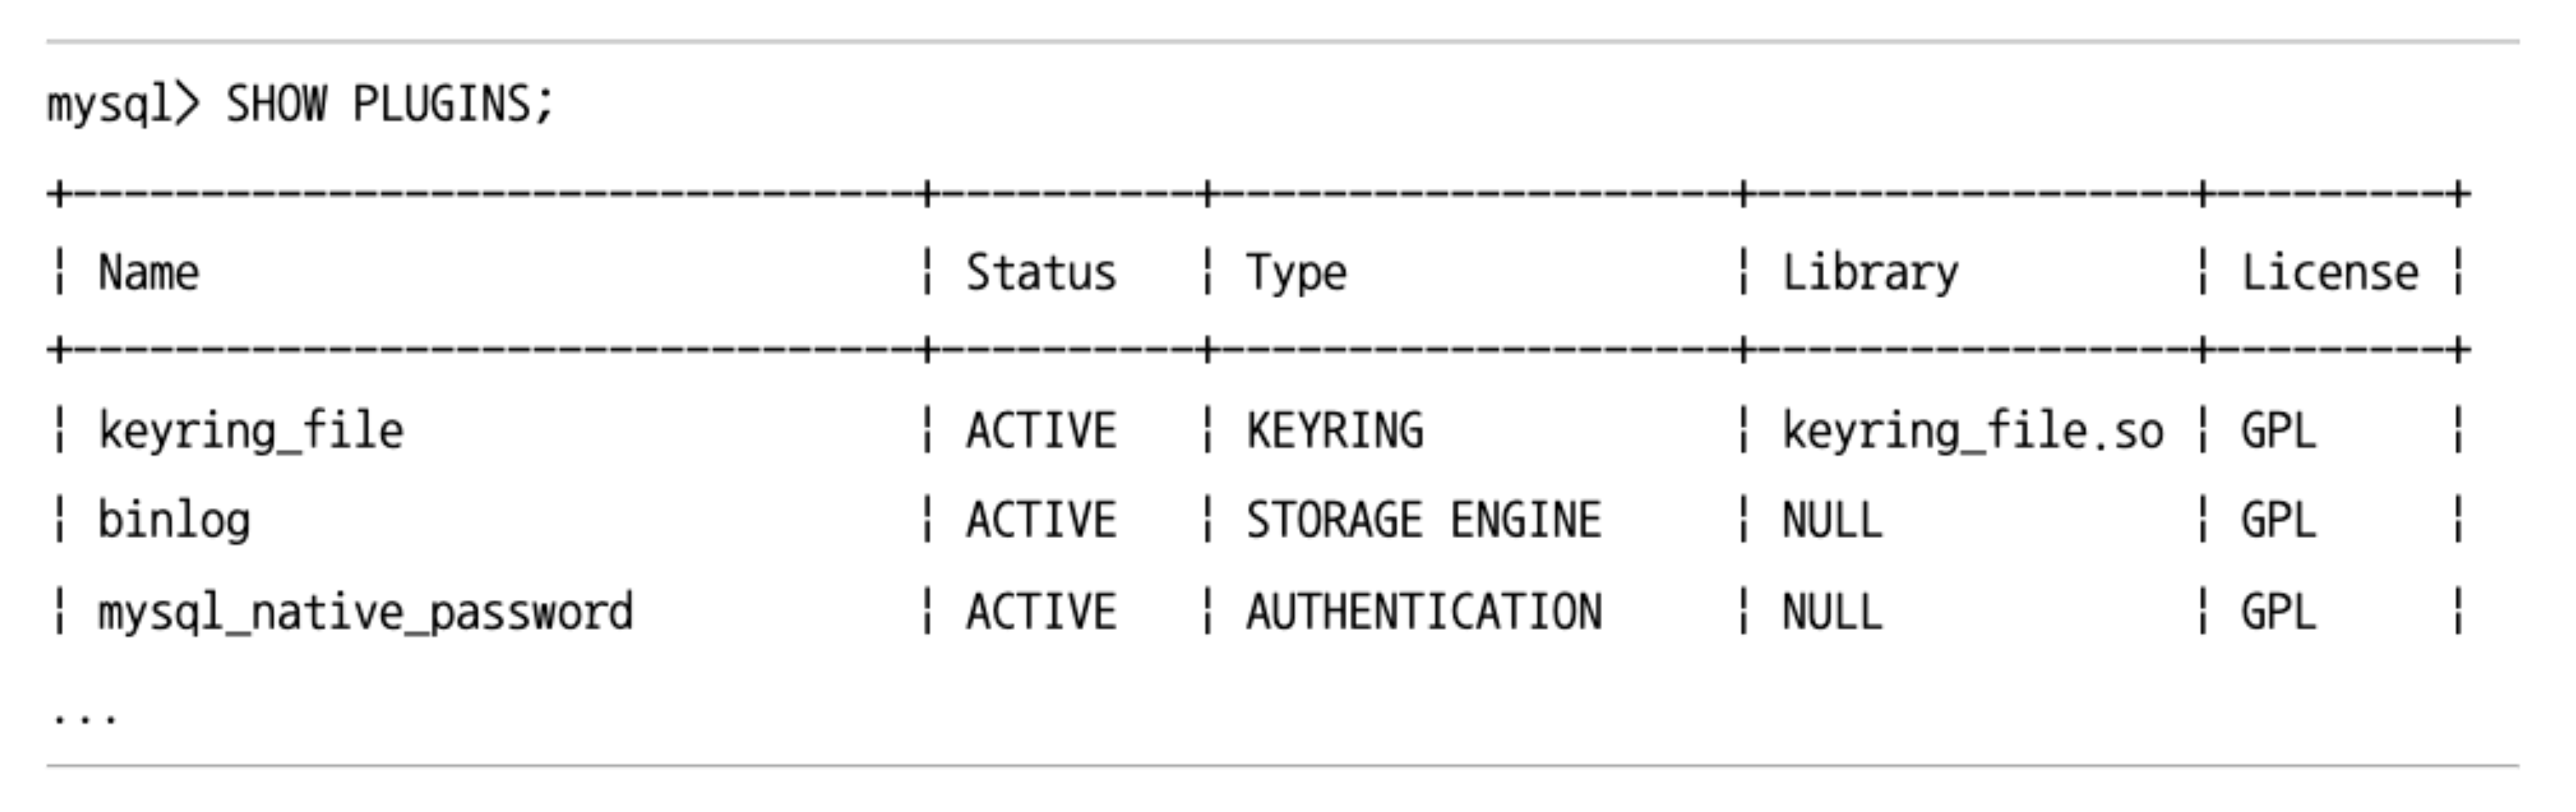 mysql> SHOW PLUGINS;
+---------------------------------+----------+--------------------+-----------------+---------+
| Name                            | Status   | Type               | Library         | License |
+---------------------------------+----------+--------------------+-----------------+---------+
| keyring_file                    | ACTIVE   | KEYRING            | keyring_file.so | GPL     |
| binlog                          | ACTIVE   | STORAGE ENGINE     | NULL            | GPL     |
| mysql_native_password           | ACTIVE   | AUTHENTICATION     | NULL            | GPL     |
...